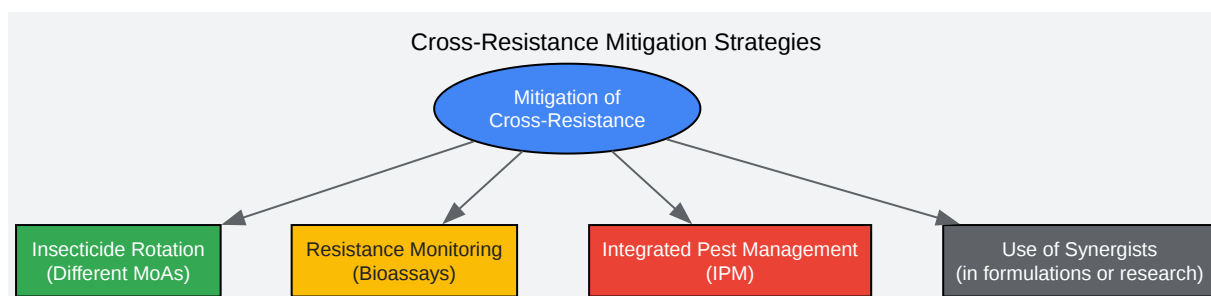 Cross-Resistance Mitigation Strategies
Mitigation of
Cross-Resistance
Insecticide Rotation
(Different MoAs)
Resistance Monitoring
(Bioassays)
Integrated Pest Management
(IPM)
Use of Synergists
(in formulations or research)